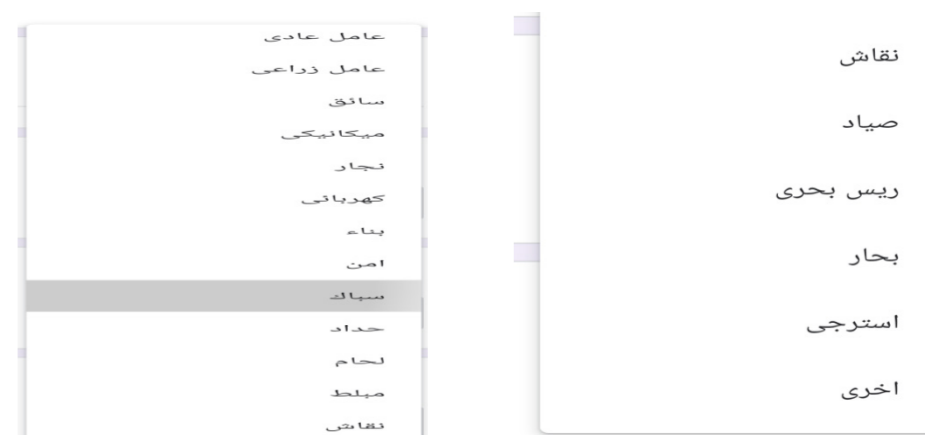 عامل عادى
عامل زراعى
سائق
ميكانيكى
نجار
كهربائى
بناء
امن
سباك
حداد
لحام
مبلط
نقاش
نقاش
صياد
ريس بحرى
بحار
استرجى
اخرى